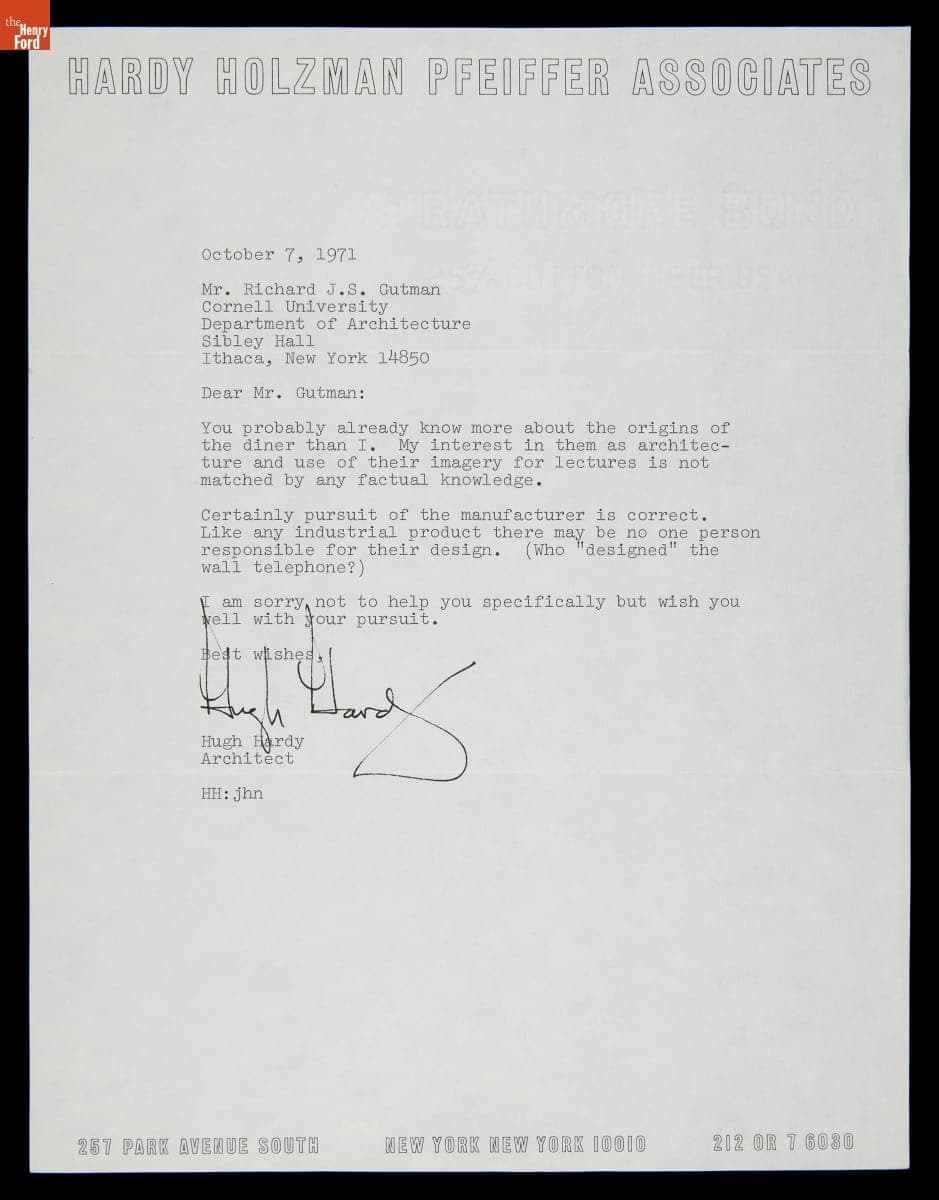 the
Henry
Ford
HARDY HOLZMAN PFEIFFER ASSOCIATES
October 7, 1971
Mr. Richard J.S. Gutman
Cornell University
Department of Architecture
Sibley Hall
Ithaca, New York 14850
Dear Mr. Gutman:
You probably already know more about the origins of
the diner than I. My interest in them as architec-
ture and use of their imagery for lectures is not
matched by any factual knowledge.
Certainly pursuit of the manufacturer is correct.
Like any industrial product there may be no one person
responsible for their design. (Who "designed" the
wall telephone?)
I am sorry not to help you specifically but wish you
well with your pursuit.
Best wishes,
Hugh Hardy
Hugh Hardy
Architect
HH:jhn
257 PARK AVENUE SOUTH NEW YORK NEW YORK 10010 212 OR 7 6030